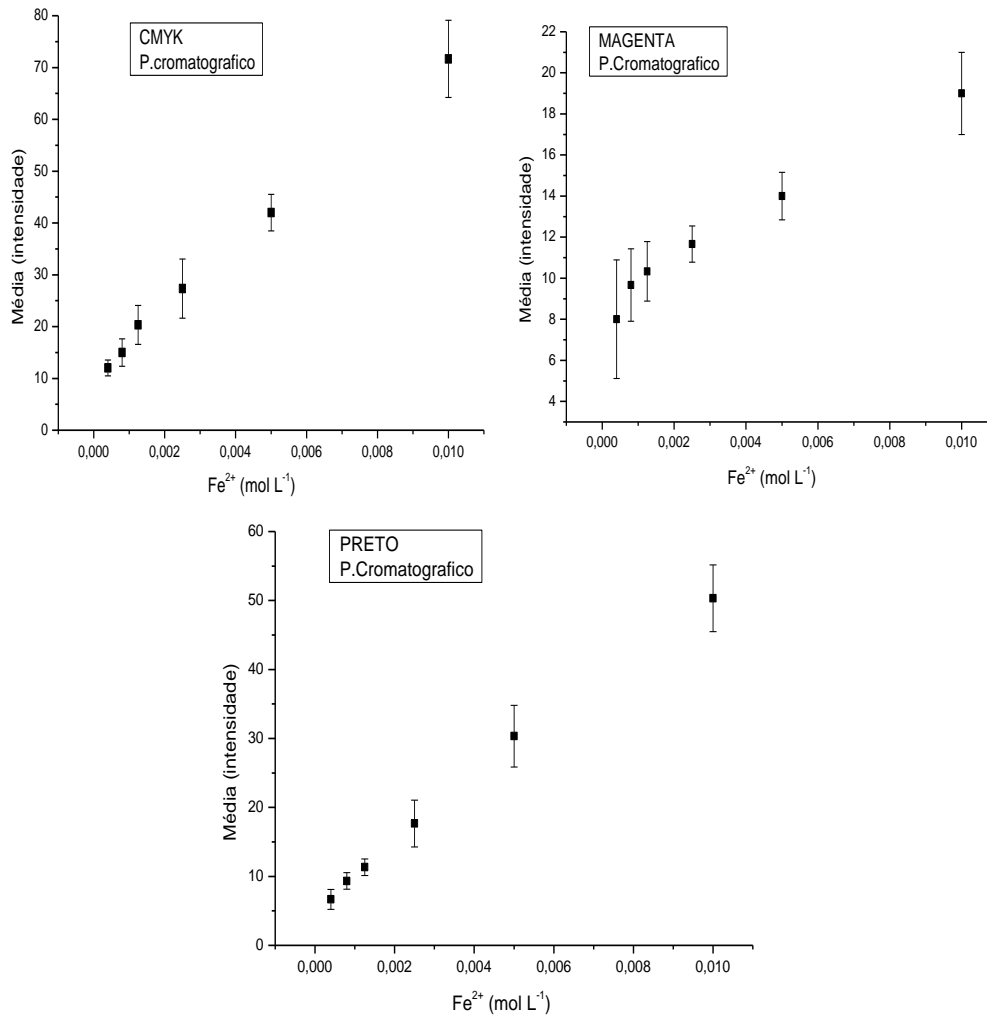 CMYK
P.cromatografico
80
70
60
50
40
30
20
10
0
Média (intensidade)
0,000 0,002 0,004 0,006 0,008 0,010
Fe²⁺ (mol L⁻¹)
MAGENTA
P.Cromatografico
22
20
18
16
14
12
10
8
6
4
Média (intensidade)
0,000 0,002 0,004 0,006 0,008 0,010
Fe²⁺ (mol L⁻¹)
PRETO
P.Cromatografico
60
50
40
30
20
10
0
Média (intensidade)
0,000 0,002 0,004 0,006 0,008 0,010
Fe²⁺ (mol L⁻¹)